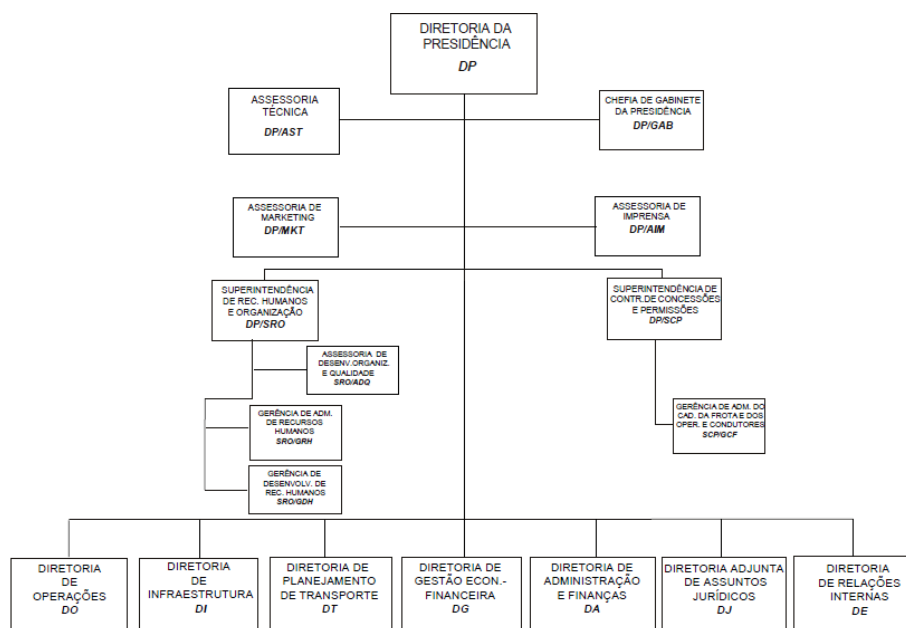 DIRETORIA DA
PRESIDÊNCIA
DP
ASSESSORIA
TÉCNICA
DP/AST
CHEFIA DE GABINETE
DA PRESIDÊNCIA
DP/GAB
ASSESSORIA DE
MARKETING
DP/MKT
ASSESSORIA DE
IMPRENSA
DP/AIM
SUPERINTENDÊNCIA
DE REC. HUMANOS
E ORGANIZAÇÃO
DP/SRO
SUPERINTENDÊNCIA DE
CONTR.DE CONCESSÕES
E PERMISSÕES
DP/SCP
ASSESSORIA DE
DESENV.ORGANIZ.
E QUALIDADE
SRO/ADQ
GERÊNCIA DE ADM.
DE RECURSOS
HUMANOS
SRO/GRH
GERÊNCIA DE ADM. DO
CAD. DA FROTA E DOS
OPER. E CONDUTORES
SCP/GCF
GERÊNCIA DE
DESENVOLV. DE
REC. HUMANOS
SRO/GDH
DIRETORIA
DE
OPERAÇÕES
DO
DIRETORIA
DE
INFRAESTRUTURA
DI
DIRETORIA DE
PLANEJAMENTO
DE TRANSPORTE
DT
DIRETORIA DE
GESTÃO ECON.-
FINANCEIRA
DG
DIRETORIA DE
ADMINISTRAÇÃO
E FINANÇAS
DA
DIRETORIA ADJUNTA
DE ASSUNTOS
JURÍDICOS
DJ
DIRETORIA
DE RELAÇÕES
INTERNAS
DE